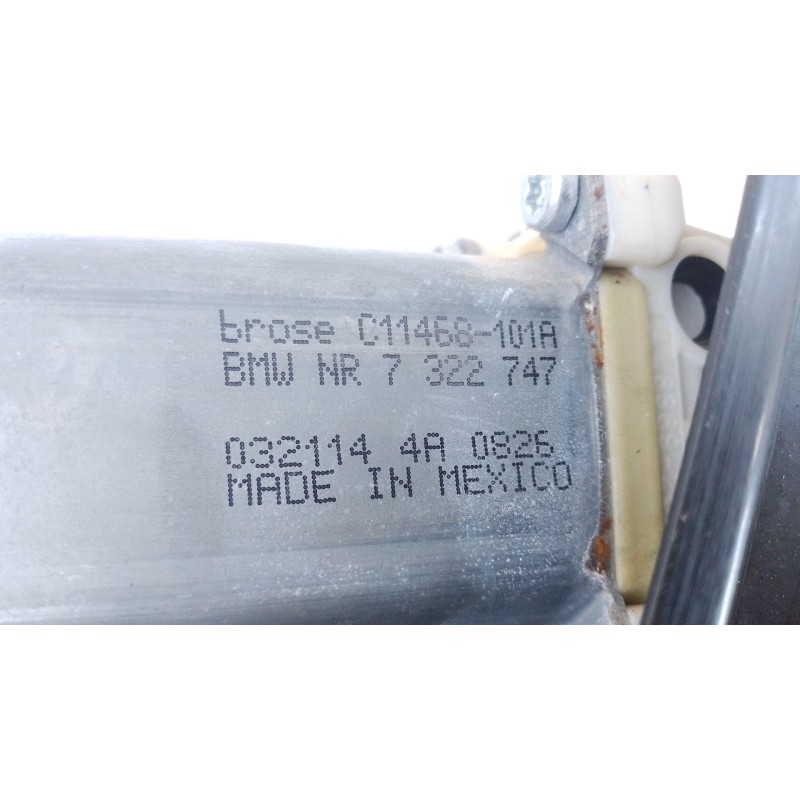 brose C11468-101A
BMW NR 7 322 747
032114 4A 0826
MADE IN MEXICO